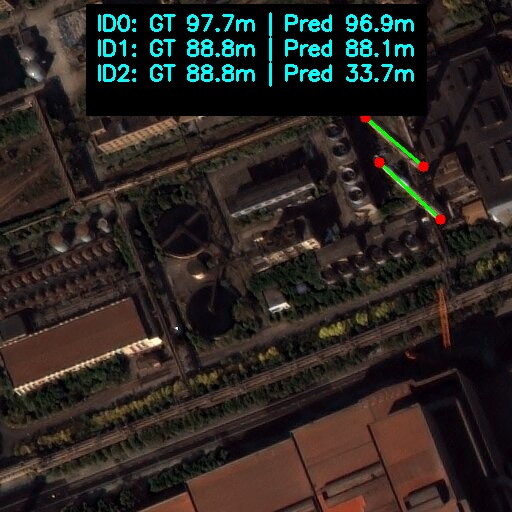 ID0: GT 97.7m | Pred 96.9m
ID1: GT 88.8m | Pred 88.1m
ID2: GT 88.8m | Pred 33.7m